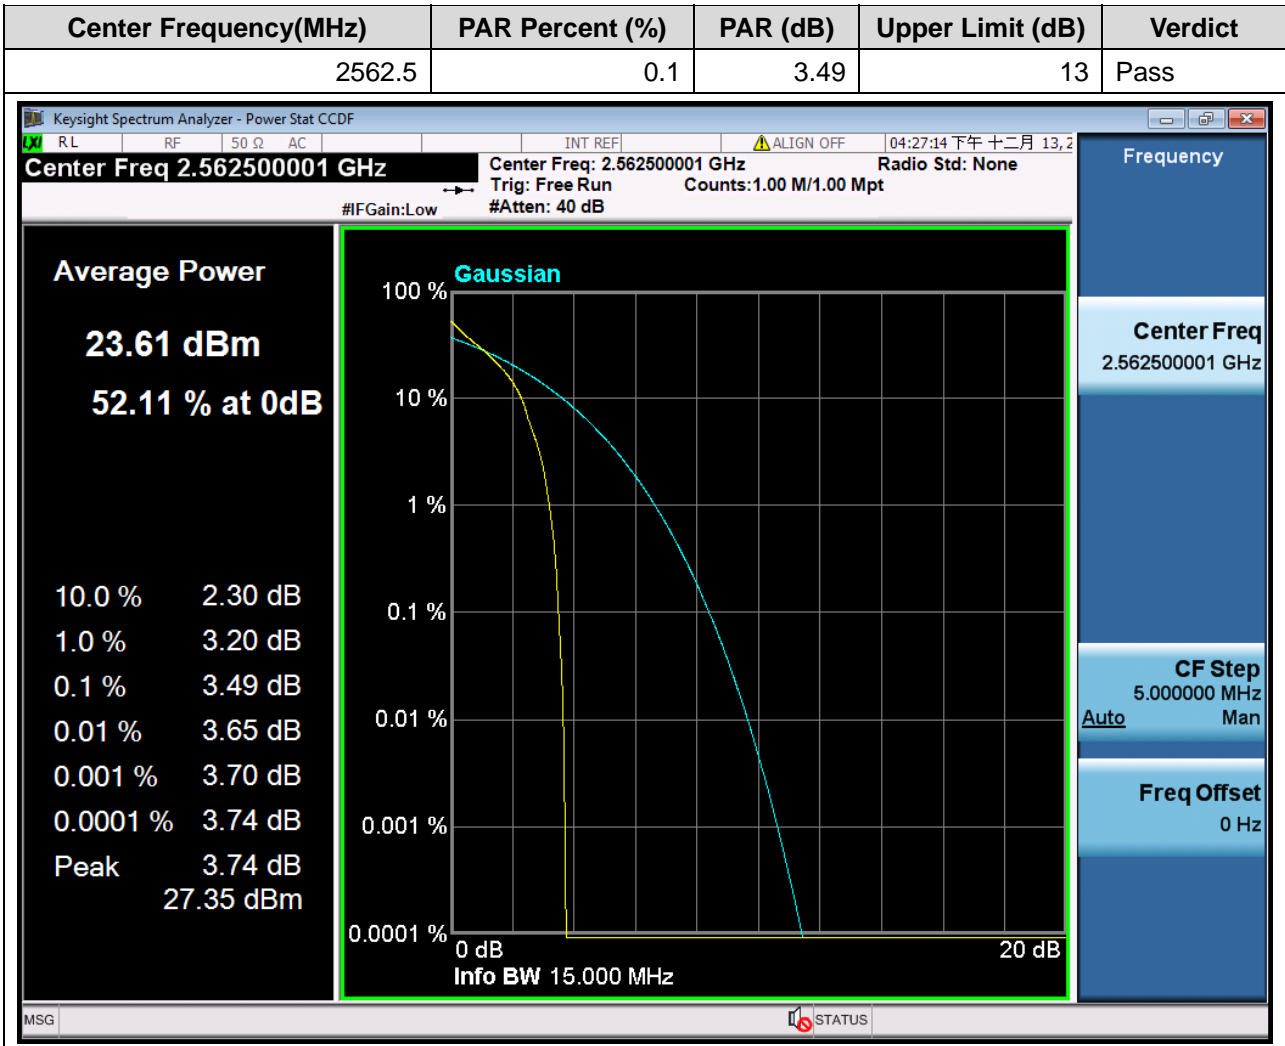 Center Frequency(MHz) PAR Percent (%) PAR (dB) Upper Limit (dB) Verdict
2562.5 0.1 3.49 13 Pass
Keysight Spectrum Analyzer - Power Stat CCDF
LXI RL RF 50 Ω AC INT REF ALIGN OFF 04:27:14 下午 十二月 13, 2
Center Freq 2.562500001 GHz
Center Freq: 2.562500001 GHz Radio Std: None
Trig: Free Run Counts:1.00 M/1.00 Mpt
#IFGain:Low #Atten: 40 dB
Frequency
Average Power
23.61 dBm
52.11 % at 0dB
10.0 % 2.30 dB
1.0 % 3.20 dB
0.1 % 3.49 dB
0.01 % 3.65 dB
0.001 % 3.70 dB
0.0001 % 3.74 dB
Peak 3.74 dB
27.35 dBm
Gaussian
100 %
10 %
1 %
0.1 %
0.01 %
0.001 %
0.0001 %
0 dB 20 dB
Info BW 15.000 MHz
Center Freq
2.562500001 GHz
CF Step
5.000000 MHz
Auto Man
Freq Offset
0 Hz
MSG STATUS